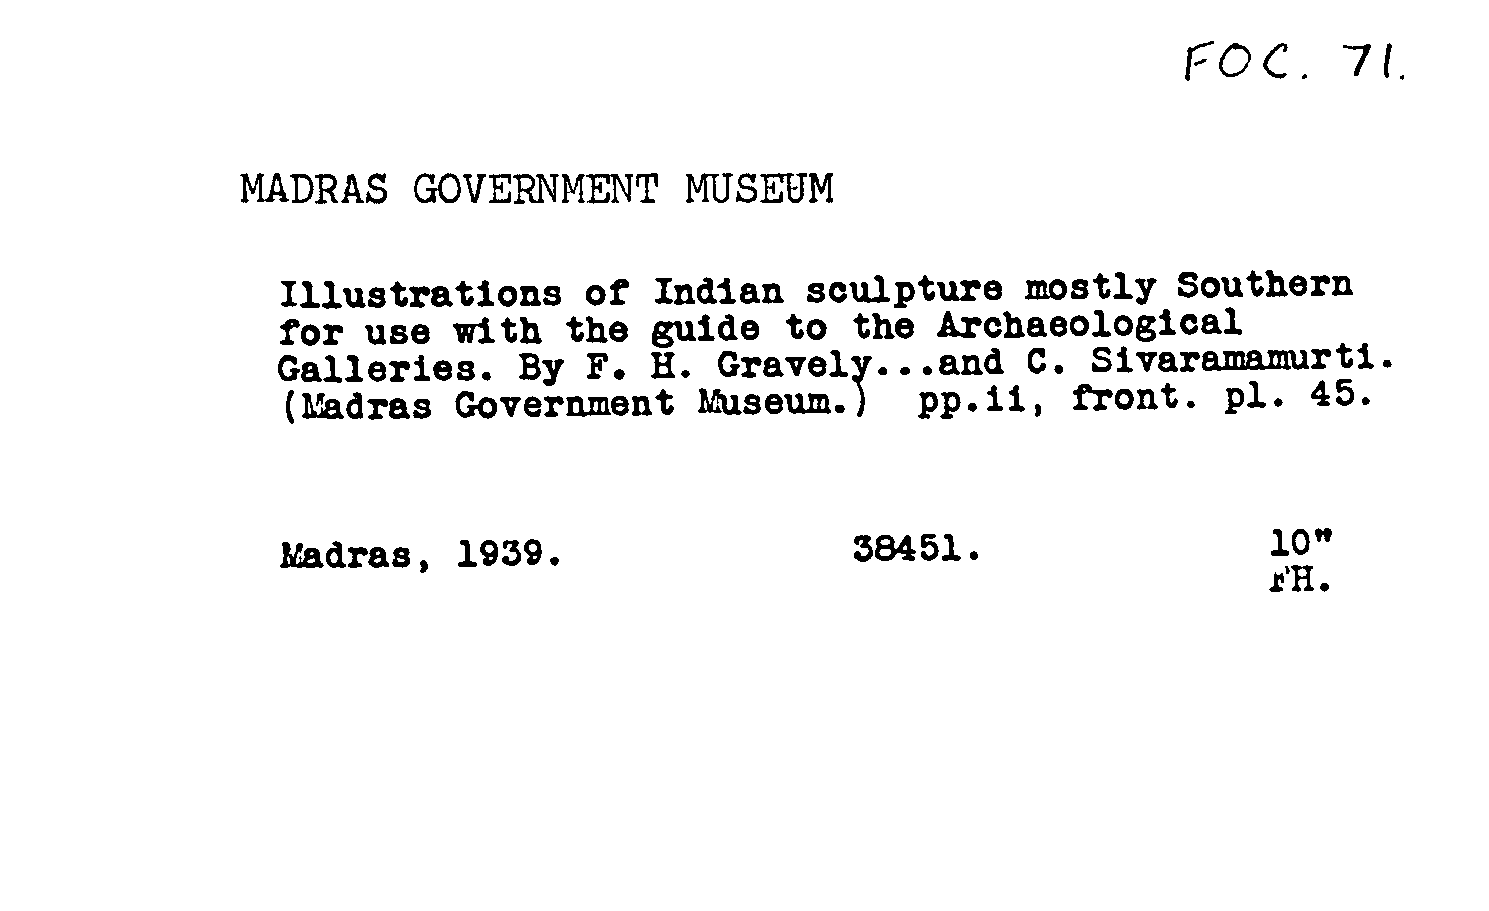 FOC. 71.
MADRAS GOVERNMENT MUSEUM
Illustrations of Indian sculpture mostly Southern
for use with the guide to the Archaeological
Galleries. By F. H. Gravely...and C. Sivaramamurti.
(Madras Government Museum.) pp.ii, front. pl. 45.
Madras, 1939. 38451. 10"
FH.